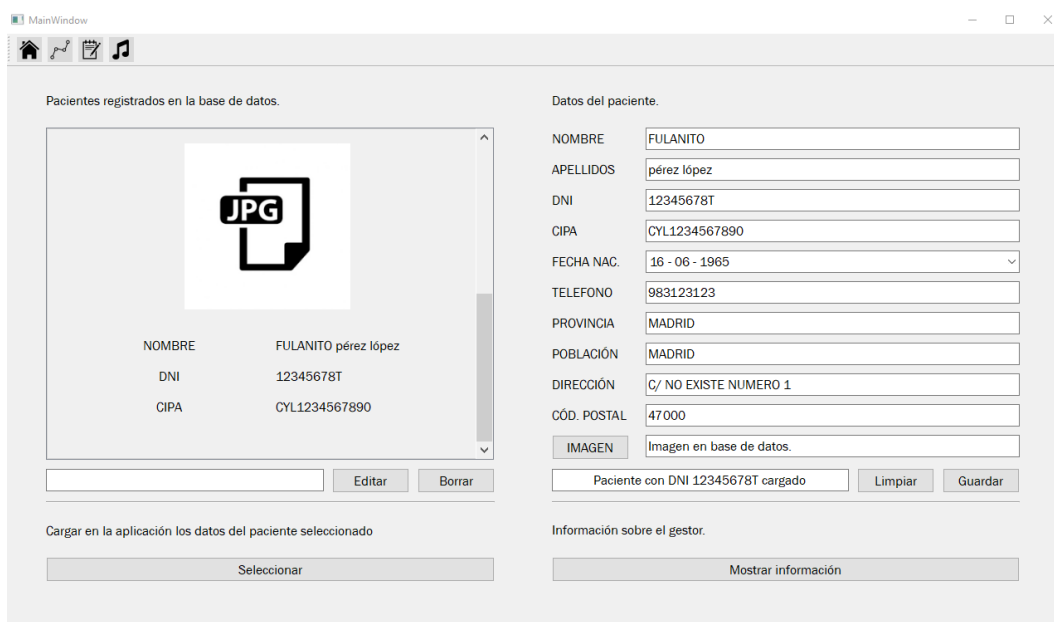 MainWindow
Pacientes registrados en la base de datos.
JPG
NOMBRE FULANITO pérez lópez
DNI 12345678T
CIPA CYL1234567890
Editar Borrar
Cargar en la aplicación los datos del paciente seleccionado
Seleccionar
Datos del paciente.
NOMBRE FULANITO
APELLIDOS pérez lópez
DNI 12345678T
CIPA CYL1234567890
FECHA NAC. 16 - 06 - 1965
TELEFONO 983123123
PROVINCIA MADRID
POBLACIÓN MADRID
DIRECCIÓN C/ NO EXISTE NUMERO 1
CÓD. POSTAL 47000
IMAGEN Imagen en base de datos.
Paciente con DNI 12345678T cargado Limpiar Guardar
Información sobre el gestor.
Mostrar información